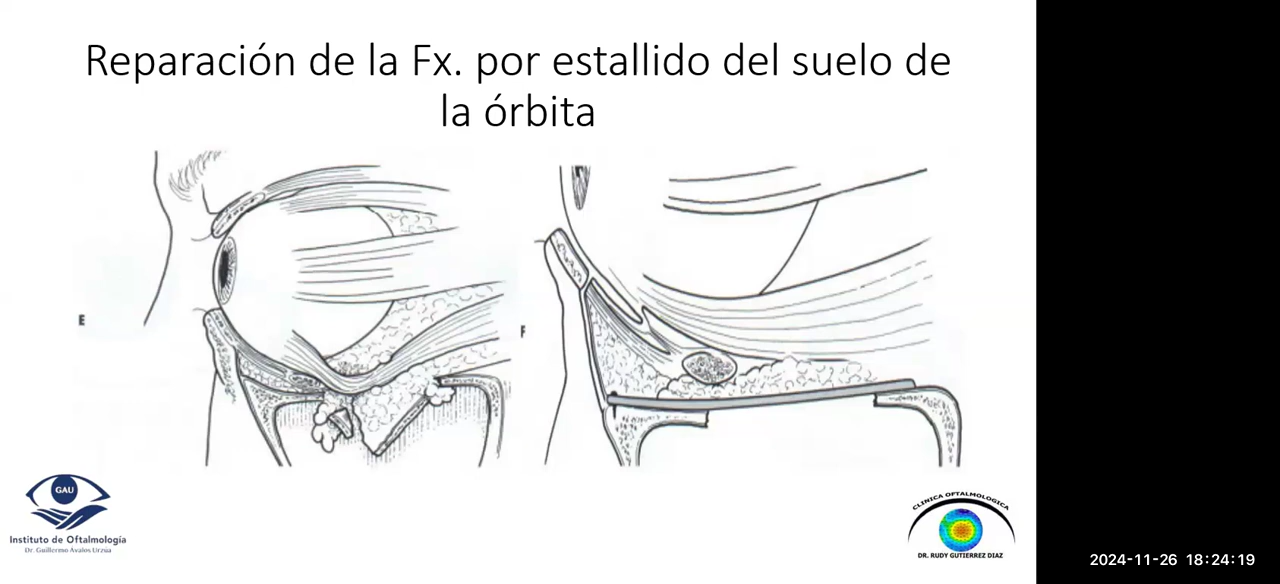 Reparación de la Fx. por estallido del suelo de
la órbita
E
F
GAU
Instituto de Oftalmología
Dr. Guillermo Ávalos Urzúa
CLINICA OFTALMOLOGICA
DR. RUDY GUTIERREZ DIAZ
2024-11-26 18:24:19